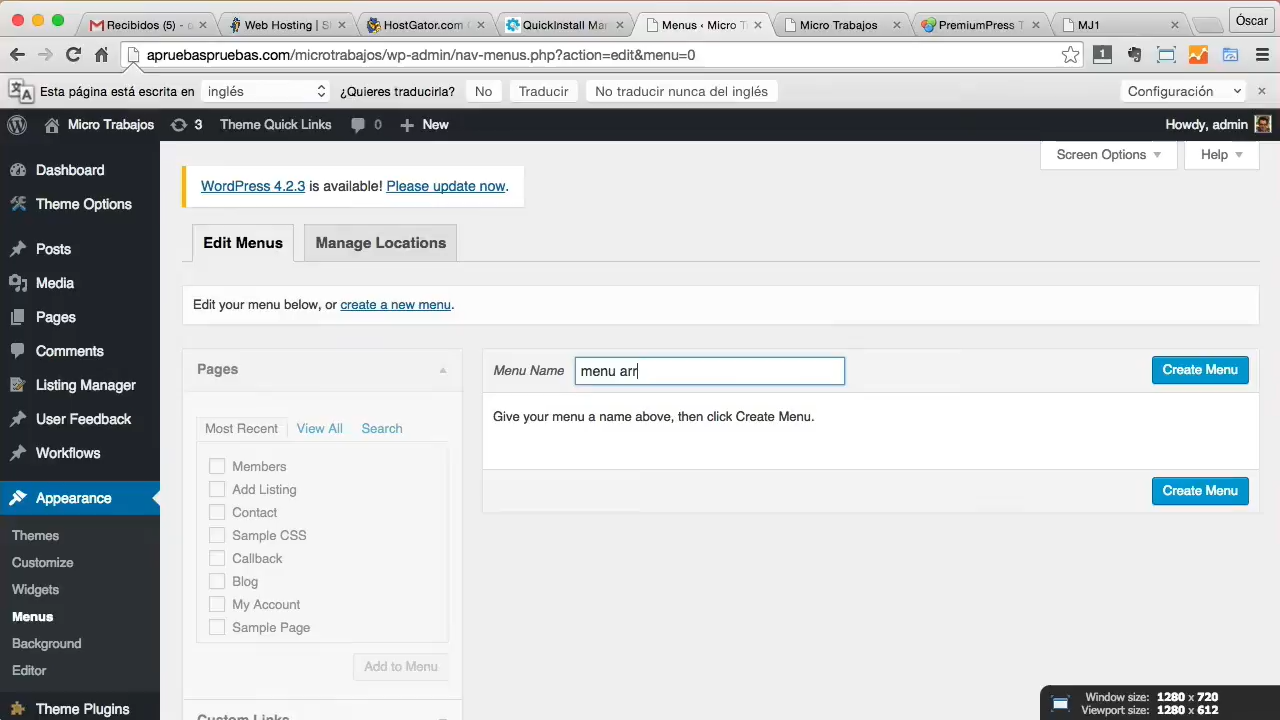 Recibidos (5) - o
Web Hosting | Sh
HostGator.com C
QuickInstall Man
Menus ‹ Micro T
Micro Trabajos
PremiumPress T
MJ1
Óscar
apruebaspruebas.com/microtrabajos/wp-admin/nav-menus.php?action=edit&menu=0
1
Esta página está escrita en inglés ¿Quieres traducirla? No Traducir No traducir nunca del inglés Configuración
Micro Trabajos 3 Theme Quick Links 0 New Howdy, admin
Screen Options Help
Dashboard
Theme Options
Posts
Media
Pages
Comments
Listing Manager
User Feedback
Workflows
Appearance
Themes
Customize
Widgets
Menus
Background
Editor
Theme Plugins
WordPress 4.2.3 is available! Please update now.
Edit Menus Manage Locations
Edit your menu below, or create a new menu.
Pages
Most Recent View All Search
Members
Add Listing
Contact
Sample CSS
Callback
Blog
My Account
Sample Page
Add to Menu
Custom Links
Menu Name menu arr Create Menu
Give your menu a name above, then click Create Menu.
Create Menu
Window size: 1280 x 720
Viewport size: 1280 x 612